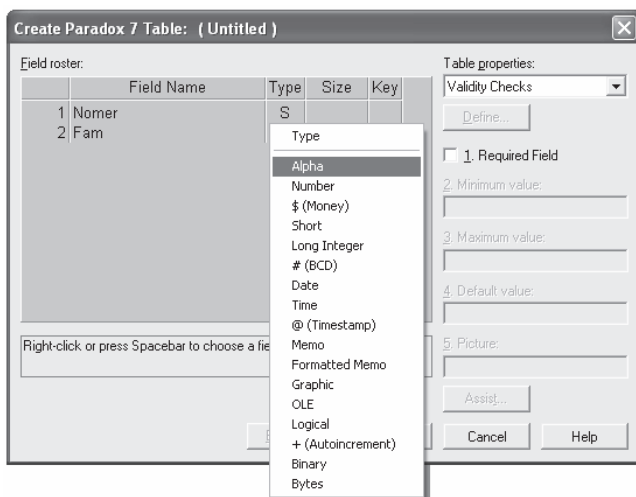 Create Paradox 7 Table: ( Untitled )
Field roster:
Field Name Type Size Key
1 Nomer S
2 Fam
Type
Alpha
Number
$ (Money)
Short
Long Integer
# (BCD)
Date
Time
@ (Timestamp)
Memo
Formatted Memo
Graphic
OLE
Logical
+ (Autoincrement)
Binary
Bytes
Right-click or press Spacebar to choose a fie
Table properties:
Validity Checks
Define...
1. Required Field
2. Minimum value:
3. Maximum value:
4. Default value:
5. Picture:
Assist...
Cancel Help